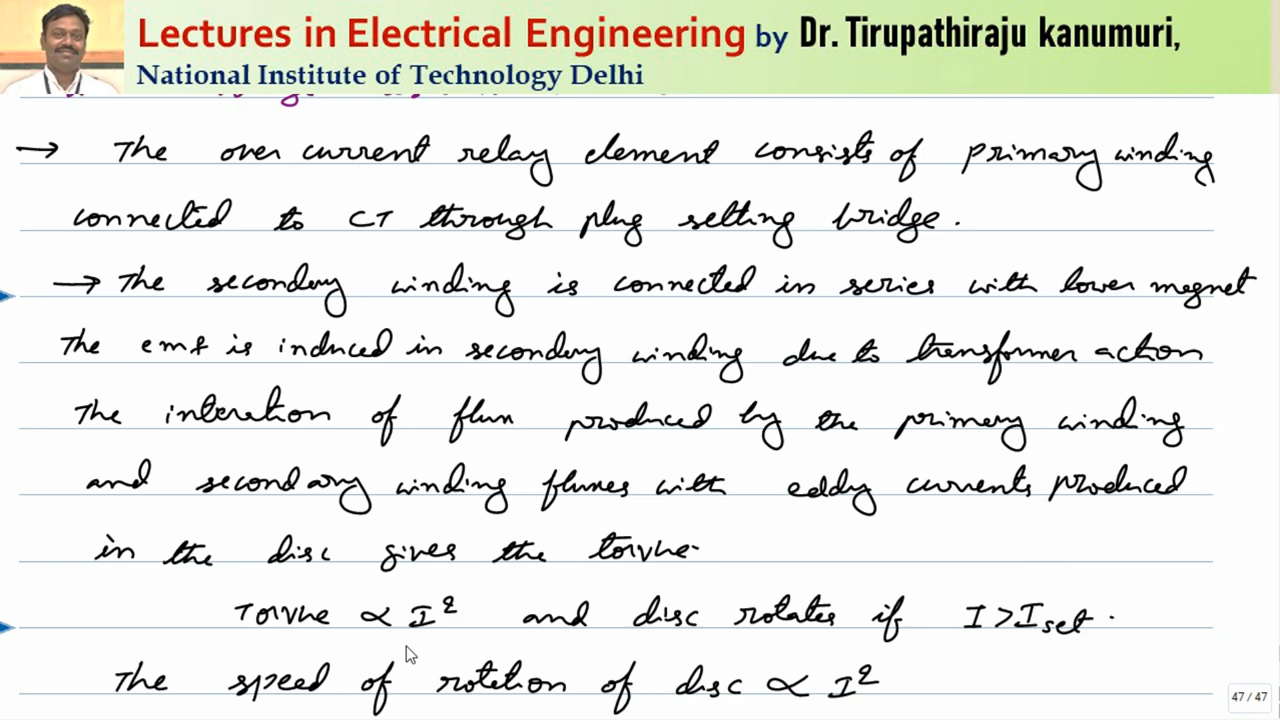 Lectures in Electrical Engineering by Dr. Tirupathiraju kanumuri,
National Institute of Technology Delhi
→ The over current relay element consists of primary winding
connected to CT through plug setting bridge.
→ The secondary winding is connected in series with lower magnet
The emf is induced in secondary winding due to transformer action
The interation of flux produced by the primary winding
and secondary winding fluxes with eddy currents produced
in the disc gives the torque.
Torque ∝ I² and disc rotates if I > Iset.
The speed of rotation of disc ∝ I²
47 / 47